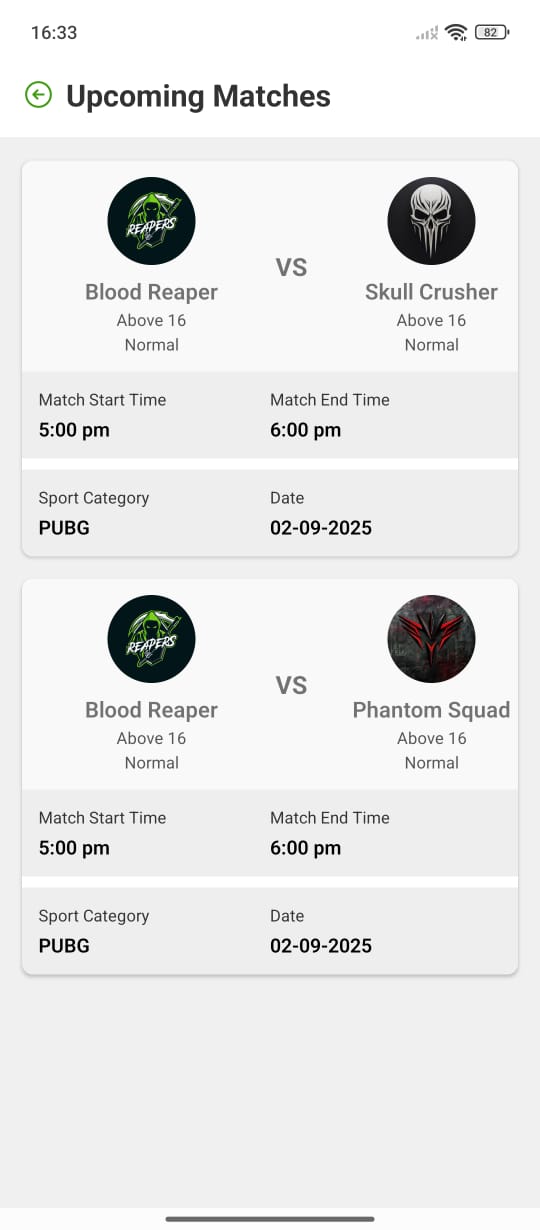 16:33
82
Upcoming Matches
REAPERS
VS
Blood Reaper
Skull Crusher
Above 16
Above 16
Normal
Normal
Match Start Time
Match End Time
5:00 pm
6:00 pm
Sport Category
Date
PUBG
02-09-2025
REAPERS
VS
Blood Reaper
Phantom Squad
Above 16
Above 16
Normal
Normal
Match Start Time
Match End Time
5:00 pm
6:00 pm
Sport Category
Date
PUBG
02-09-2025